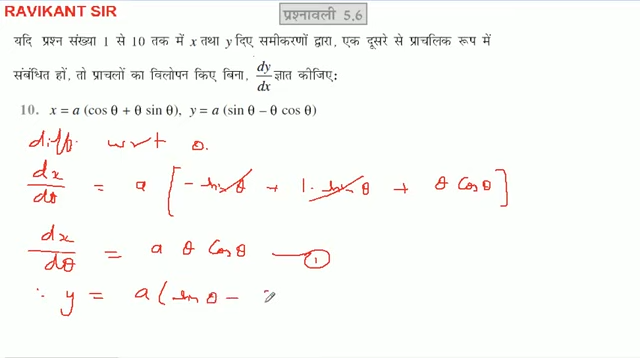 RAVIKANT SIR
प्रश्नावली 5.6
यदि प्रश्न संख्या 1 से 10 तक में x तथा y दिए समीकरणों द्वारा, एक दूसरे से प्राचलिक रूप में
संबंधित हों, तो प्राचलों का विलोपन किए बिना, dy/dx ज्ञात कीजिए:
10. x = a (cos θ + θ sin θ), y = a (sin θ – θ cos θ)
diff. wrt θ.
dx/dθ = a [ - sin θ + 1. sin θ + θ cos θ ]
dx/dθ = a θ cos θ — ①
∴ y = a ( sin θ –